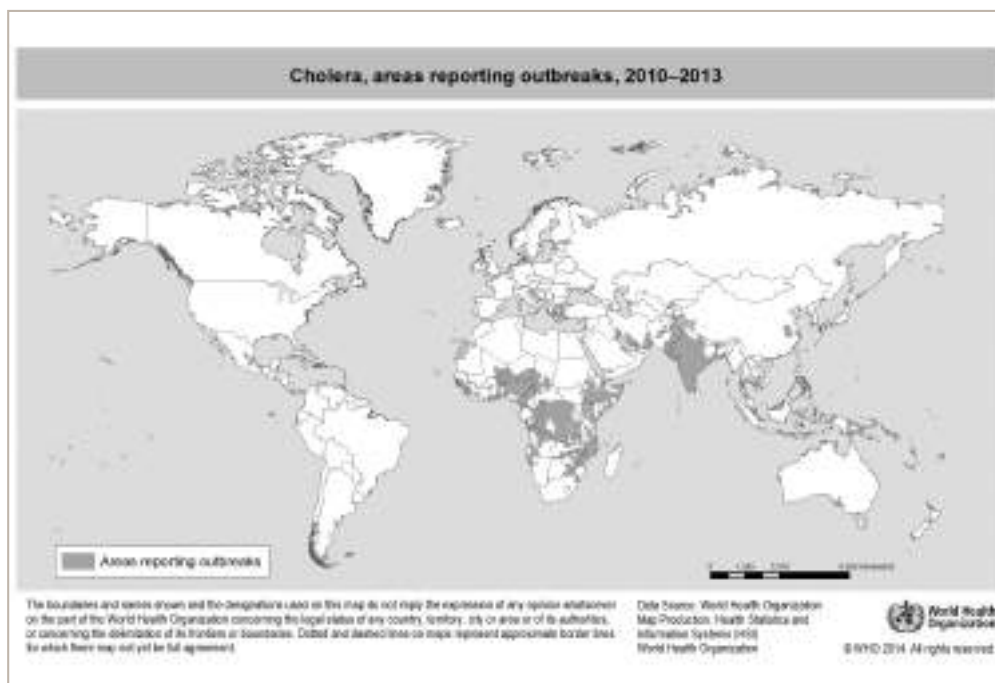 Cholera, areas reporting outbreaks, 2010–2013
Areas reporting outbreaks
0
The boundaries and names shown and the designations used on this map do not imply the expression of any opinion whatsoever
on the part of the World Health Organization concerning the legal status of any country, territory, city or area or of its authorities,
or concerning the delimitation of its frontiers or boundaries. Dotted and dashed lines on maps represent approximate border lines
for which there may not yet be full agreement.
Data Source: World Health Organization
Map Production: Health Statistics and
Information Systems (HSI)
World Health Organization
World Health
Organization
© WHO 2014. All rights reserved.